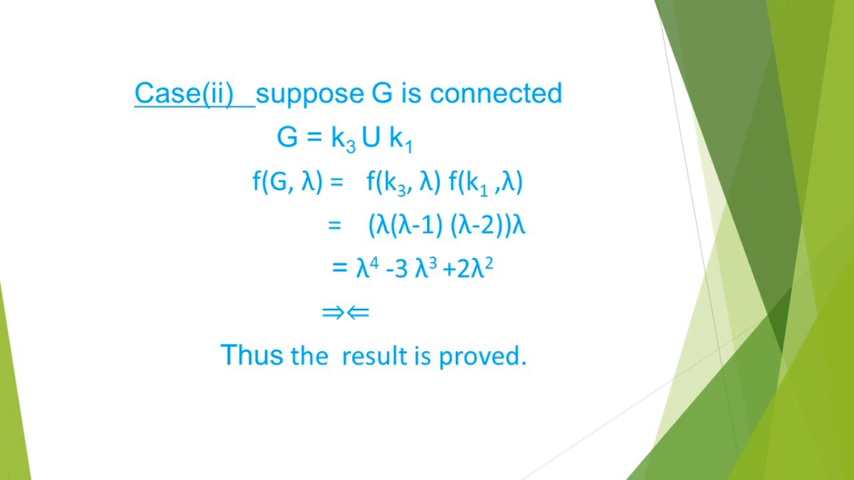 Case(ii) suppose G is connected
G = k₃ U k₁
f(G, λ) = f(k₃, λ) f(k₁ ,λ)
= (λ(λ-1) (λ-2))λ
= λ⁴ -3 λ³ +2λ²
⇒⇐
Thus the result is proved.